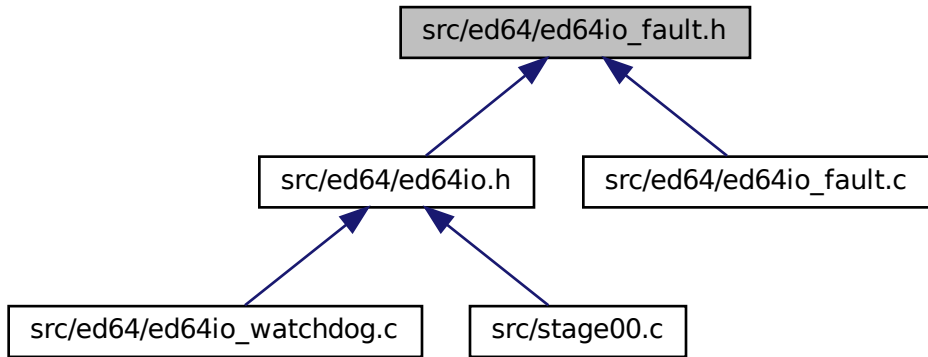 src/ed64/ed64io_fault.h
src/ed64/ed64io.h
src/ed64/ed64io_fault.c
src/ed64/ed64io_watchdog.c
src/stage00.c